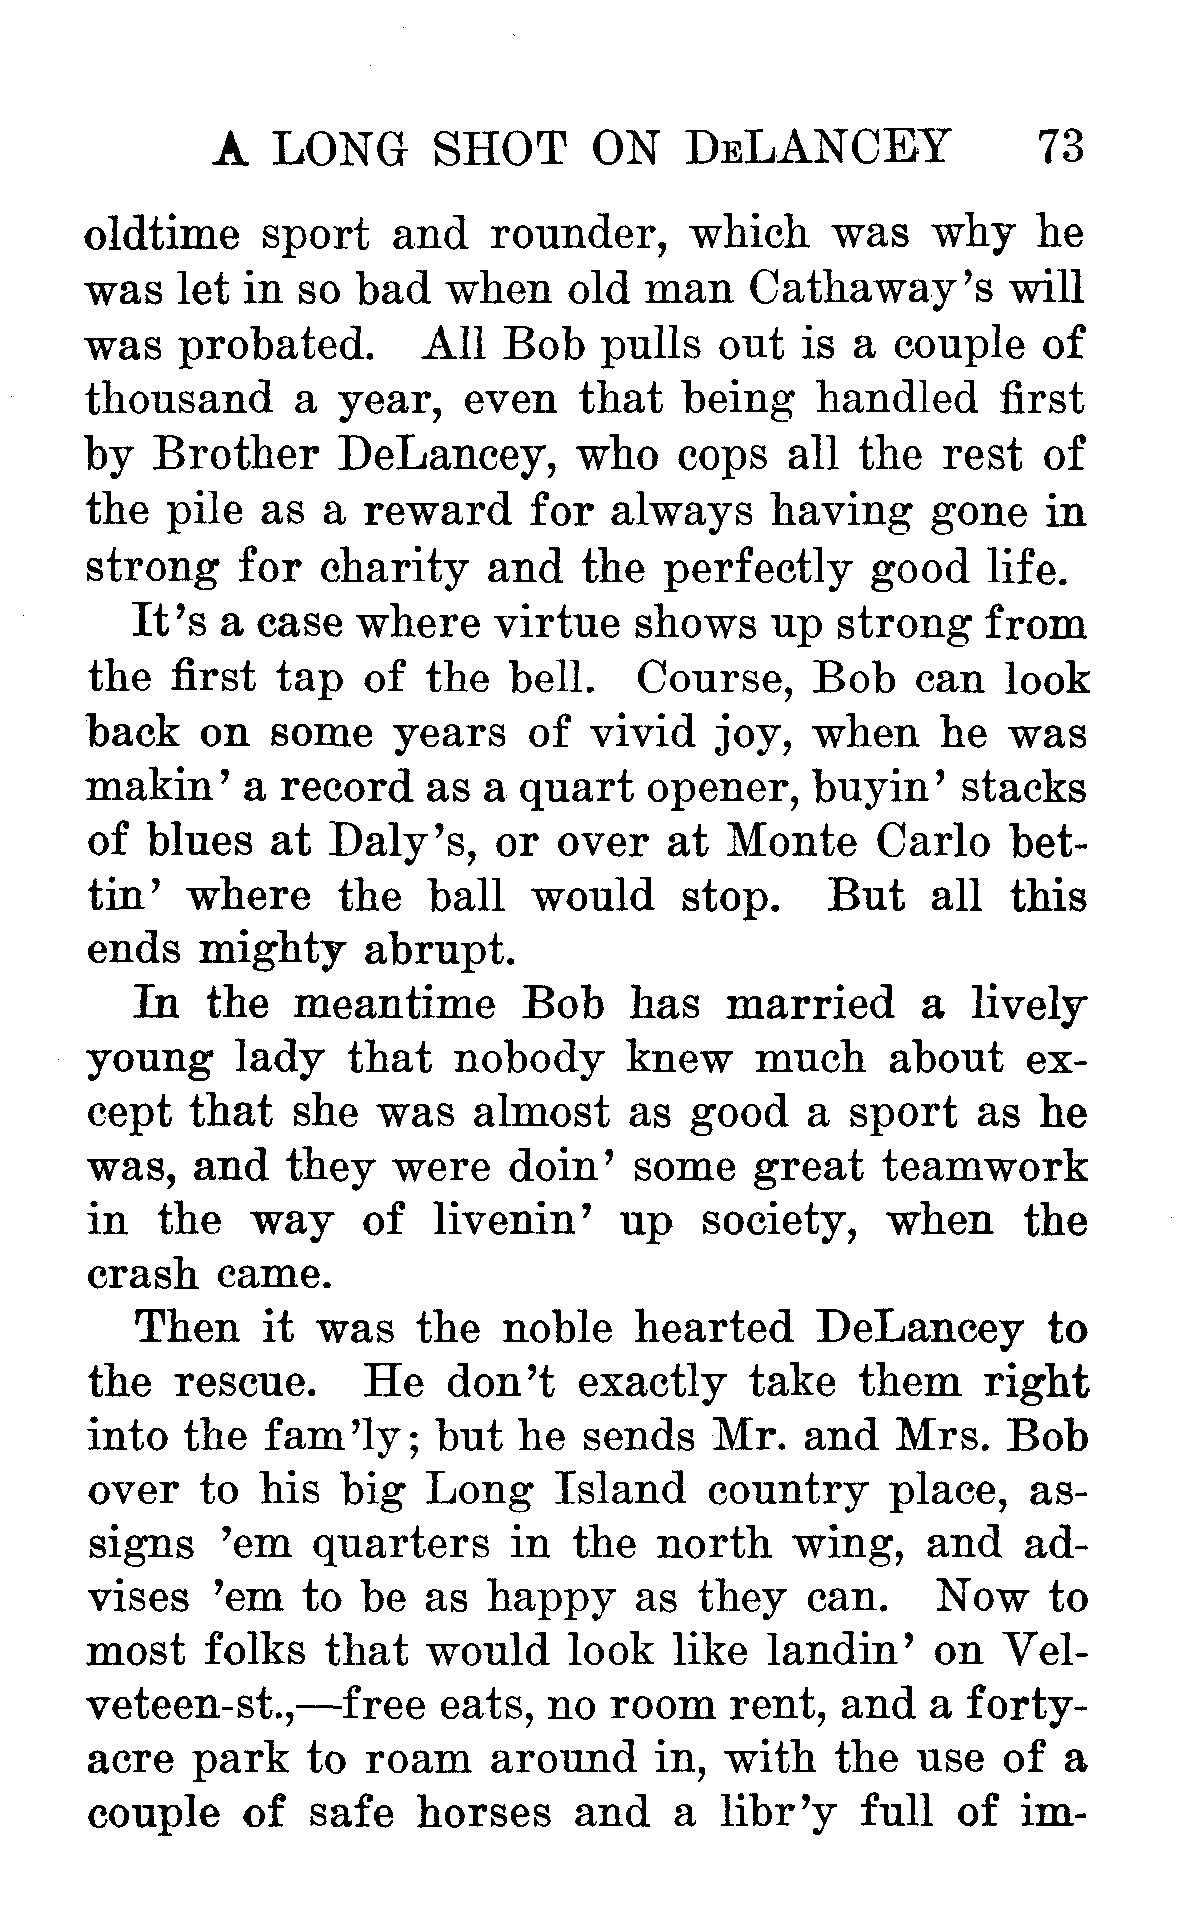 A LONG SHOT ON DeLANCEY 73
oldtime sport and rounder, which was why he
was let in so bad when old man Cathaway's will
was probated. All Bob pulls out is a couple of
thousand a year, even that being handled first
by Brother DeLancey, who cops all the rest of
the pile as a reward for always having gone in
strong for charity and the perfectly good life.
It's a case where virtue shows up strong from
the first tap of the bell. Course, Bob can look
back on some years of vivid joy, when he was
makin' a record as a quart opener, buyin' stacks
of blues at Daly's, or over at Monte Carlo bet-
tin' where the ball would stop. But all this
ends mighty abrupt.
In the meantime Bob has married a lively
young lady that nobody knew much about ex-
cept that she was almost as good a sport as he
was, and they were doin' some great teamwork
in the way of livenin' up society, when the
crash came.
Then it was the noble hearted DeLancey to
the rescue. He don't exactly take them right
into the fam'ly; but he sends Mr. and Mrs. Bob
over to his big Long Island country place, as-
signs 'em quarters in the north wing, and ad-
vises 'em to be as happy as they can. Now to
most folks that would look like landin' on Vel-
veteen-st.,—free eats, no room rent, and a forty-
acre park to roam around in, with the use of a
couple of safe horses and a libr'y full of im-